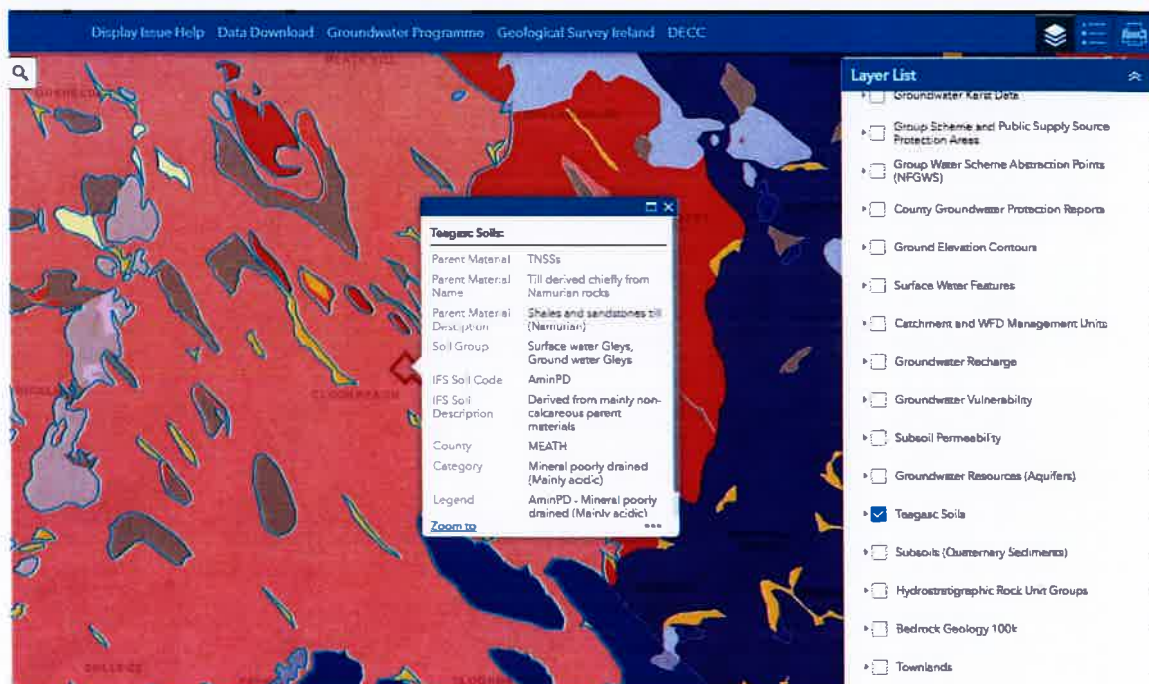 Display Issue Help Data Download Groundwater Programme Geological Survey Ireland DECC
Layer List
Groundwater Karst Data
Group Scheme and Public Supply Source
Protection Areas
Group Water Scheme Abstraction Points
(NFGWS)
County Groundwater Protection Reports
Ground Elevation Contours
Surface Water Features
Catchment and WFD Management Units
Groundwater Recharge
Groundwater Vulnerability
Subsoil Permeability
Groundwater Resources (Aquifers)
Teagasc Soils
Subsoils (Quaternary Sediments)
Hydrostratigraphic Rock Unit Groups
Bedrock Geology 100k
Townlands
Teagasc Soils:
Parent Material TNSSs
Parent Material Till derived chiefly from
Name Namurian rocks
Parent Material Shales and sandstones till
Desciption (Namurian)
Soil Group Surface water Gleys,
Ground water Gleys
IFS Soil Code AminPD
IFS Soil Derived from mainly non-
Description calcareous parent
materials
County MEATH
Category Mineral poorly drained
(Mainly acidic)
Legend AminPD - Mineral poorly
drained (Mainly acidic)
Zoom to